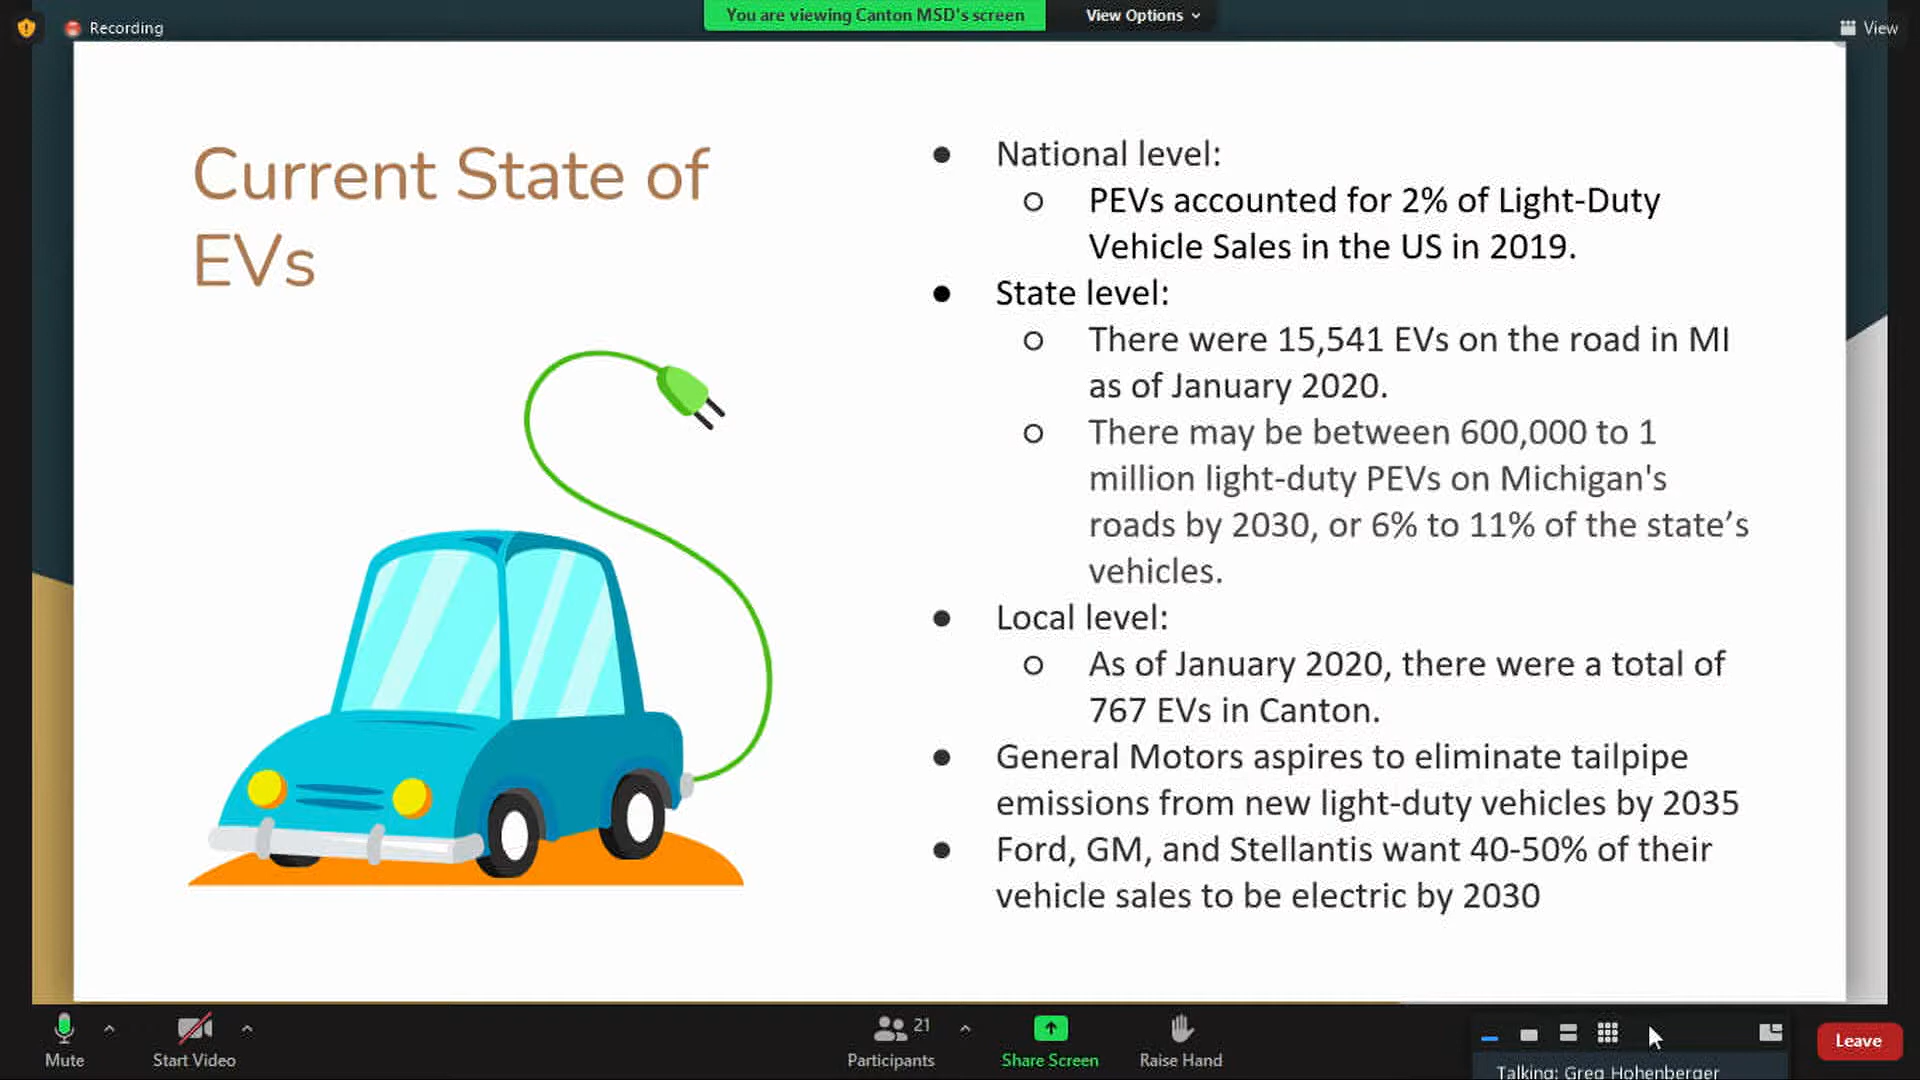 You are viewing Canton MSD's screen
View Options
Recording
View
Current State of
EVs
● National level:
○ PEVs accounted for 2% of Light-Duty
Vehicle Sales in the US in 2019.
● State level:
○ There were 15,541 EVs on the road in MI
as of January 2020.
○ There may be between 600,000 to 1
million light-duty PEVs on Michigan's
roads by 2030, or 6% to 11% of the state’s
vehicles.
● Local level:
○ As of January 2020, there were a total of
767 EVs in Canton.
● General Motors aspires to eliminate tailpipe
emissions from new light-duty vehicles by 2035
● Ford, GM, and Stellantis want 40-50% of their
vehicle sales to be electric by 2030
Mute
Start Video
21
Participants
Share Screen
Raise Hand
Leave
Talking: Greg Hohenberger